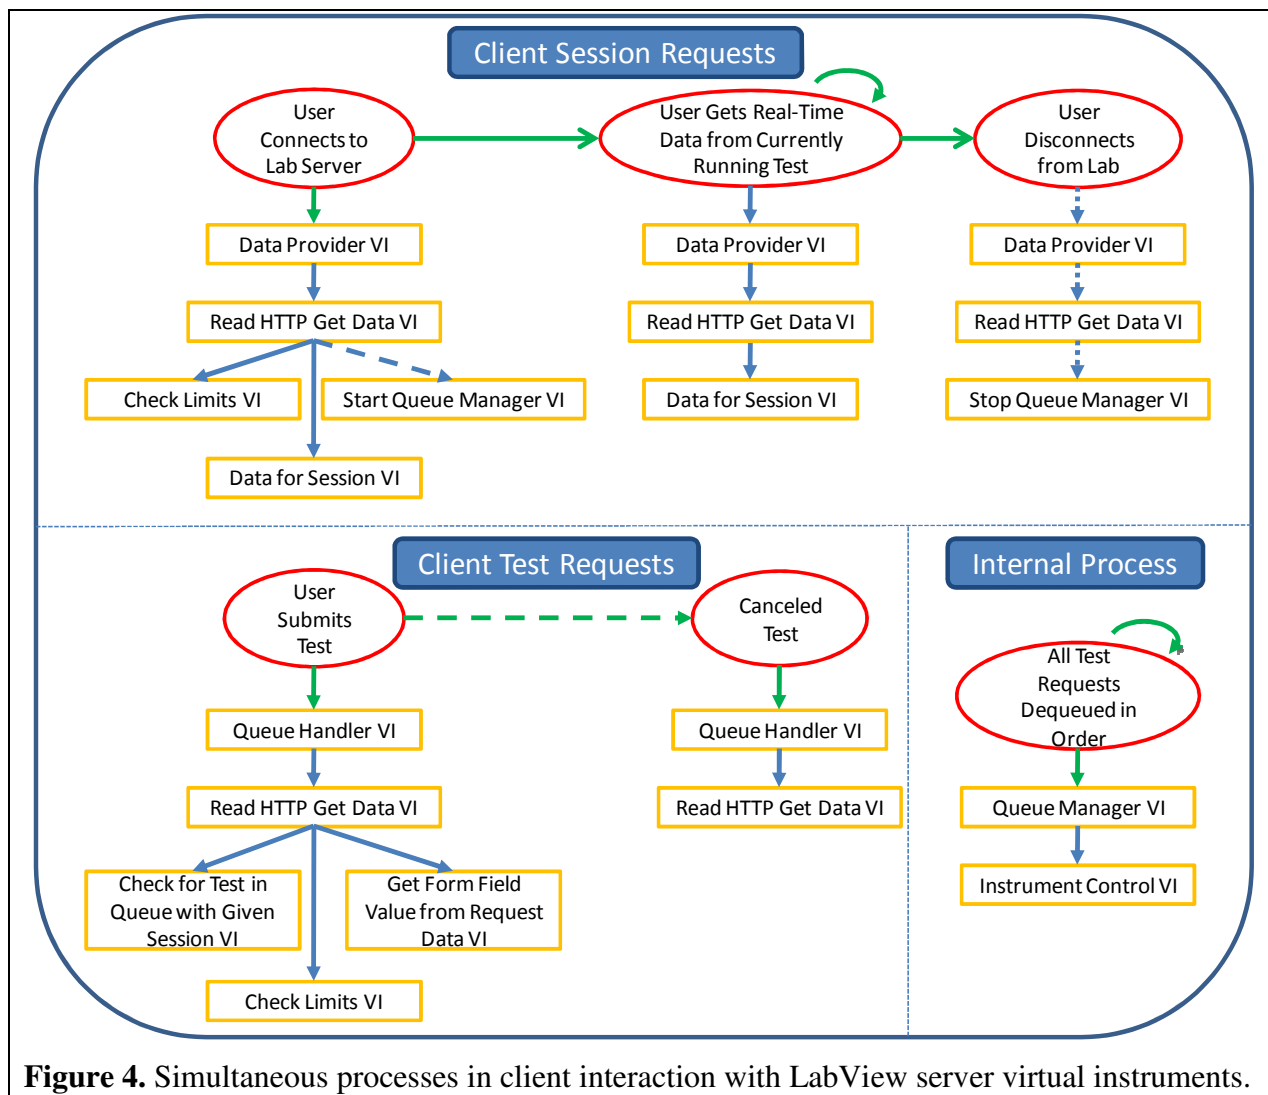 Client Session Requests
User
Connects to
Lab Server
User Gets Real-Time
Data from Currently
Running Test
User
Disconnects
from Lab
Data Provider VI
Data Provider VI
Data Provider VI
Read HTTP Get Data VI
Read HTTP Get Data VI
Read HTTP Get Data VI
Check Limits VI
Start Queue Manager VI
Data for Session VI
Stop Queue Manager VI
Data for Session VI
Client Test Requests
User
Submits
Test
Canceled
Test
Queue Handler VI
Queue Handler VI
Read HTTP Get Data VI
Read HTTP Get Data VI
Check for Test in
Queue with Given
Session VI
Get Form Field
Value from Request
Data VI
Check Limits VI
Internal Process
All Test
Requests
Dequeued in
Order
Queue Manager VI
Instrument Control VI
Figure 4. Simultaneous processes in client interaction with LabView server virtual instruments.